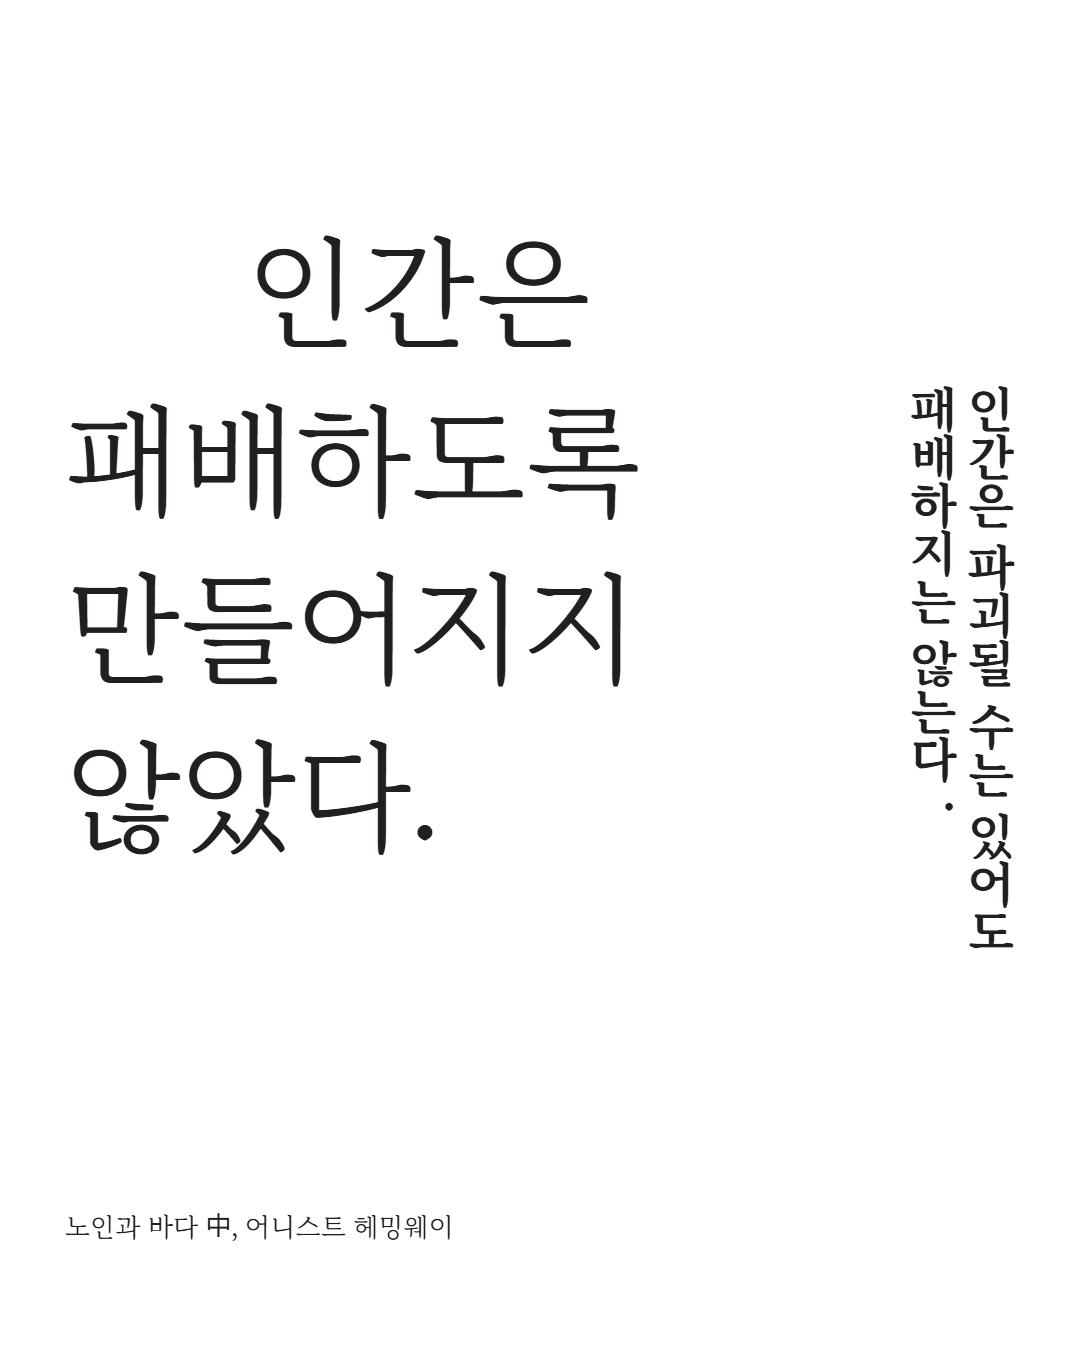 인간은
패배하도록
만들어지지
않았다.
인간은 파괴될 수는 있어도
패배하지는 않는다.
노인과 바다 中, 어니스트 헤밍웨이